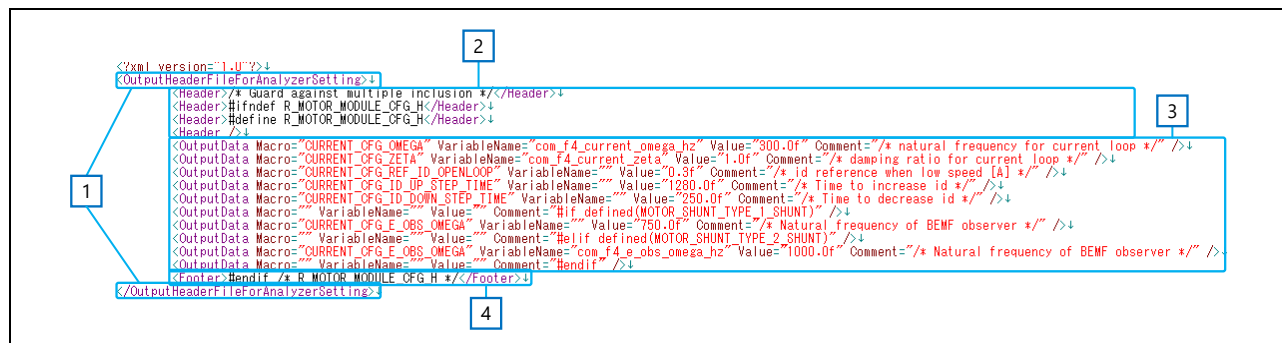 2
<?xml version="1.0"?>↓
<OutputHeaderFileForAnalyzerSetting>↓
<Header>/* Guard against multiple inclusion */</Header>↓
<Header>#ifndef R_MOTOR_MODULE_CFG_H</Header>↓
<Header>#define R_MOTOR_MODULE_CFG_H</Header>↓
<Header />↓
3
<OutputData Macro="CURRENT_CFG_OMEGA" VariableName="com_f4_current_omega_hz" Value="300.0f" Comment="/* natural frequency for current loop */" />↓
<OutputData Macro="CURRENT_CFG_ZETA" VariableName="com_f4_current_zeta" Value="1.0f" Comment="/* damping ratio for current loop */" />↓
<OutputData Macro="CURRENT_CFG_REF_ID_OPENLOOP" VariableName="" Value="0.3f" Comment="/* id reference when low speed [A] */" />↓
<OutputData Macro="CURRENT_CFG_ID_UP_STEP_TIME" VariableName="" Value="1280.0f" Comment="/* Time to increase id */" />↓
<OutputData Macro="CURRENT_CFG_ID_DOWN_STEP_TIME" VariableName="" Value="250.0f" Comment="/* Time to decrease id */" />↓
<OutputData Macro="" VariableName="" Value="" Comment="#if defined(MOTOR_SHUNT_TYPE_1_SHUNT)" />↓
<OutputData Macro="CURRENT_CFG_E_OBS_OMEGA" VariableName="" Value="750.0f" Comment="/* Natural frequency of BEMF observer */" />↓
<OutputData Macro="" VariableName="" Value="" Comment="#elif defined(MOTOR_SHUNT_TYPE_2_SHUNT)" />↓
<OutputData Macro="CURRENT_CFG_E_OBS_OMEGA" VariableName="com_f4_e_obs_omega_hz" Value="1000.0f" Comment="/* Natural frequency of BEMF observer */" />↓
<OutputData Macro="" VariableName="" Value="" Comment="#endif" />↓
<Footer>#endif /* R_MOTOR_MODULE_CFG_H */</Footer>↓
</OutputHeaderFileForAnalyzerSetting>↓
1
4